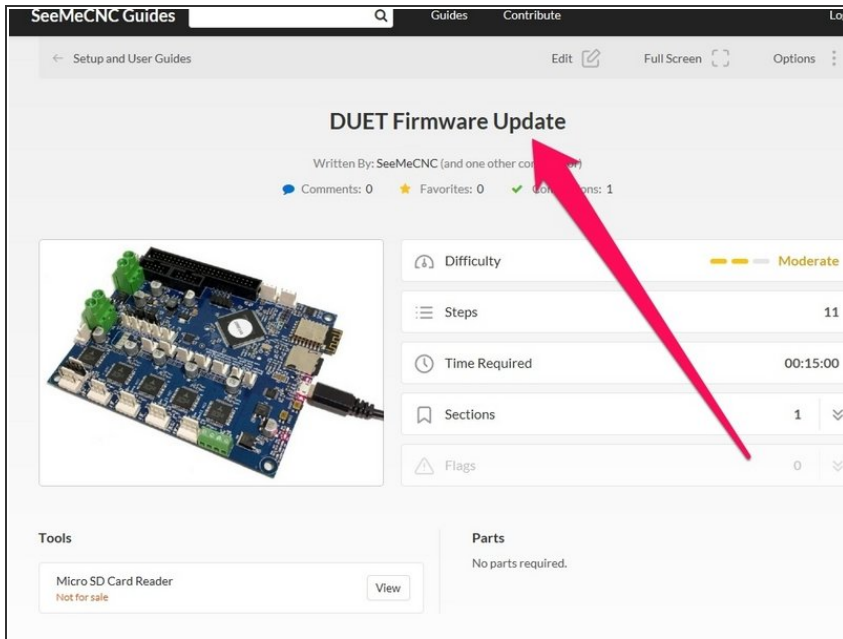 SeeMeCNC Guides
Guides
Contribute
← Setup and User Guides
Edit
Full Screen
Options
DUET Firmware Update
Written By: SeeMeCNC (and one other
Comments: 0
Favorites: 0
1
Difficulty
Moderate
Steps
11
Time Required
00:15:00
Sections
1
Flags
0
Tools
Parts
Micro SD Card Reader
Not for sale
View
No parts required.